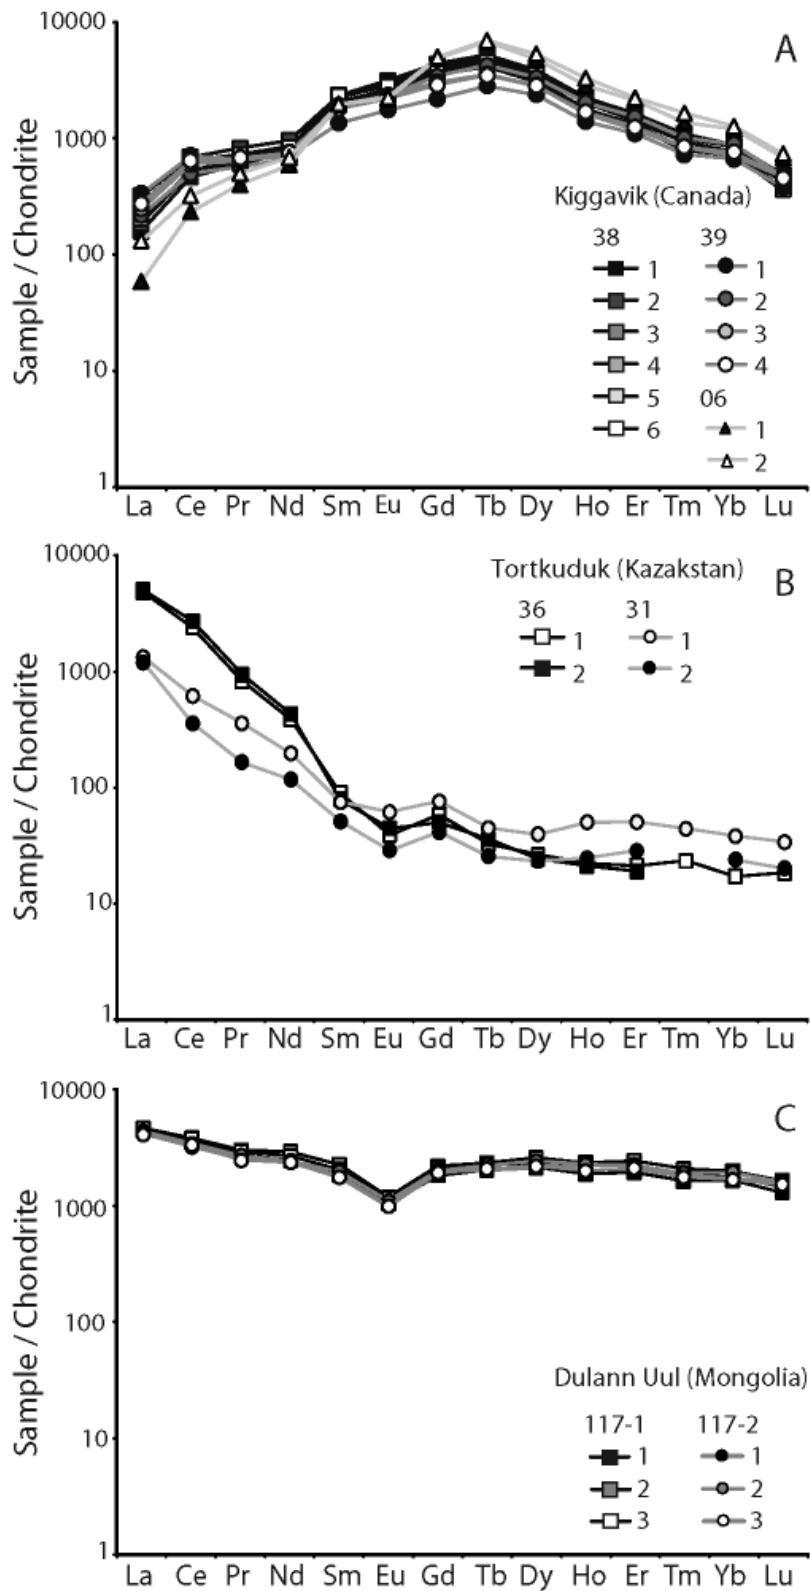 10000
A
1000
100
10
1
Sample / Chondrite
Kiggavik (Canada)
38 39
1 1
2 2
3 3
4 4
5 06
6 1
2
La Ce Pr Nd Sm Eu Gd Tb Dy Ho Er Tm Yb Lu
10000
B
1000
100
10
1
Sample / Chondrite
Tortkuduk (Kazakstan)
36 31
1 1
2 2
La Ce Pr Nd Sm Eu Gd Tb Dy Ho Er Tm Yb Lu
10000
C
1000
100
10
1
Sample / Chondrite
Dulann Uul (Mongolia)
117-1 117-2
1 1
2 2
3 3
La Ce Pr Nd Sm Eu Gd Tb Dy Ho Er Tm Yb Lu